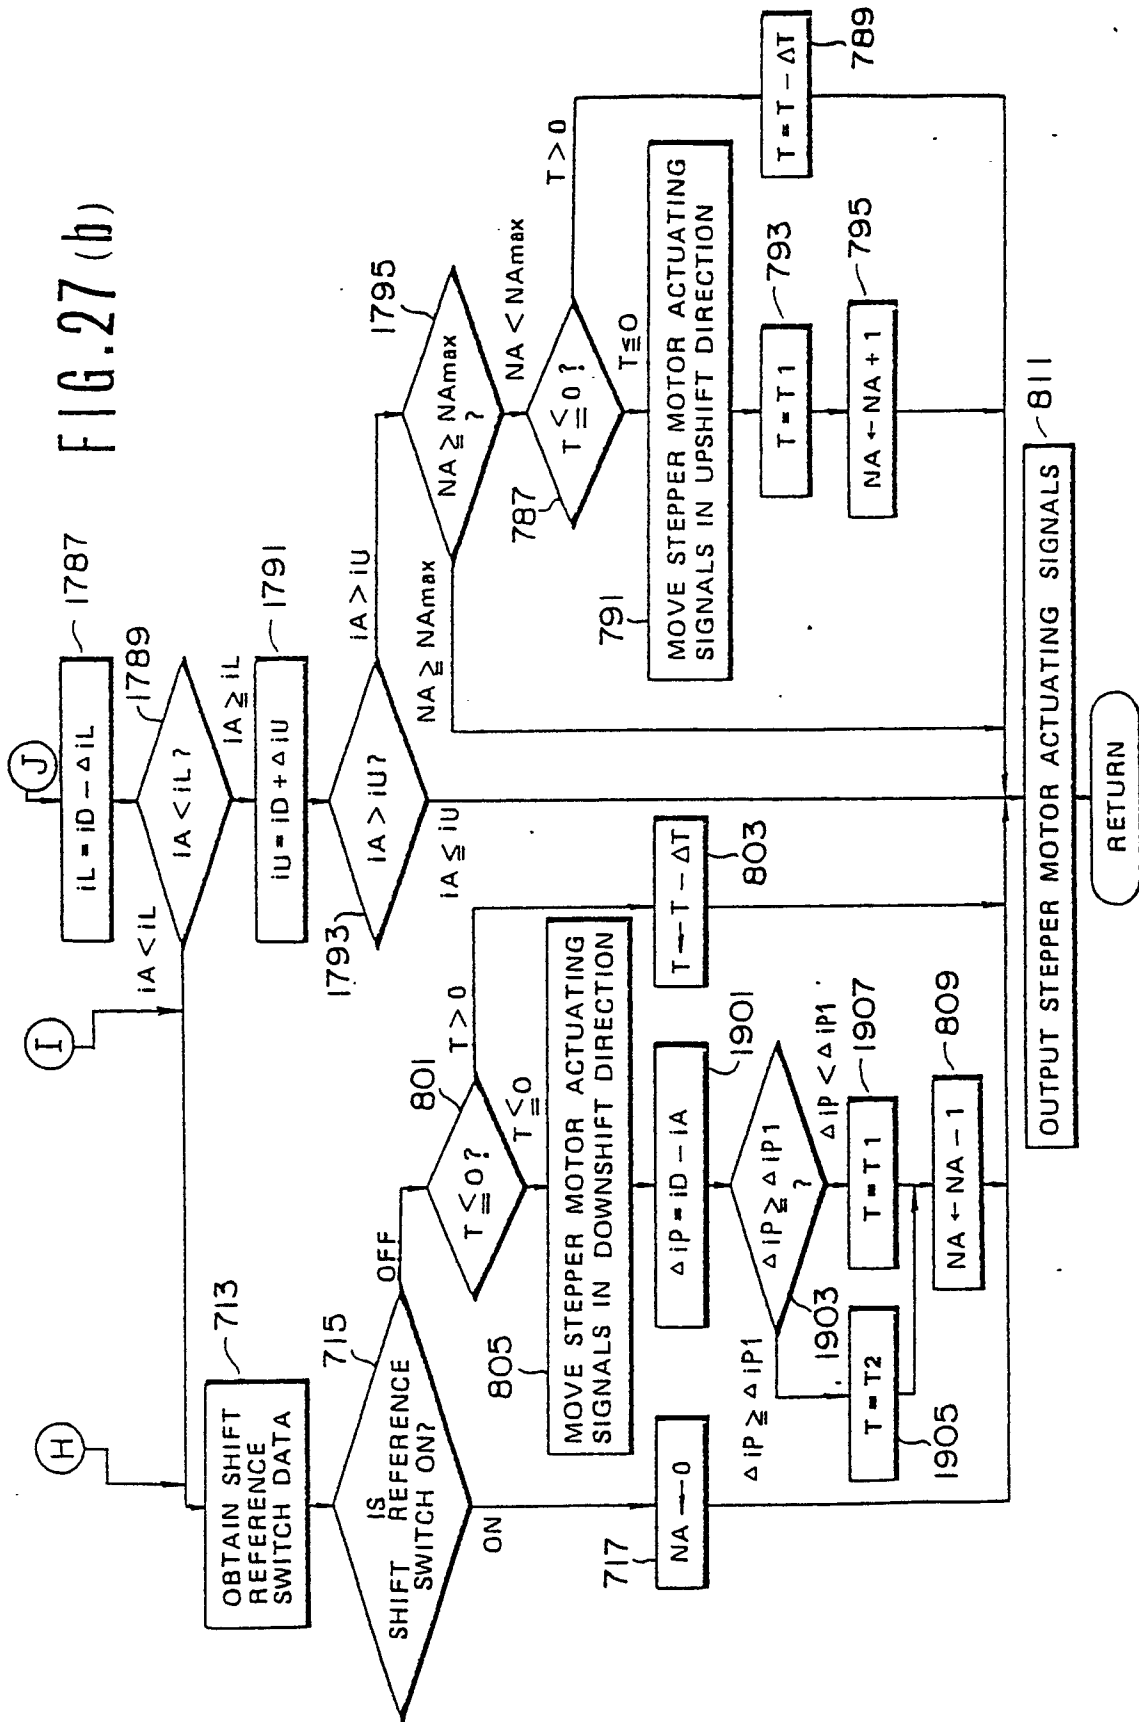 FIG.27 (b)
J
iL = iD − ΔiL
1787
iA < iL ?
1789
iA < iL
iA ≧ iL
I
H
iU = iD + ΔiU
1791
iA > iU?
1793
iA > iU
iA ≦ iU
NA ≧ NAmax
?
1795
NA ≧ NAmax
NA < NAmax
T ≦ 0 ?
787
T > 0
T ≦ 0
MOVE STEPPER MOTOR ACTUATING
SIGNALS IN UPSHIFT DIRECTION
791
T = T − ΔT
789
T = T1
793
NA ← NA + 1
795
OBTAIN SHIFT
REFERENCE
SWITCH DATA
713
IS
SHIFT REFERENCE
SWITCH ON?
715
OFF
ON
NA ← 0
717
T ≦ 0?
801
T > 0
T ≦ 0
T ← T − ΔT
803
MOVE STEPPER MOTOR ACTUATING
SIGNALS IN DOWNSHIFT DIRECTION
805
ΔiP = iD − iA
1901
ΔiP ≧ ΔiP1
?
1903
ΔiP ≧ ΔiP1
ΔiP < ΔiP1
T = T2
1905
T = T1
1907
NA ← NA − 1
809
OUTPUT STEPPER MOTOR ACTUATING SIGNALS
811
RETURN